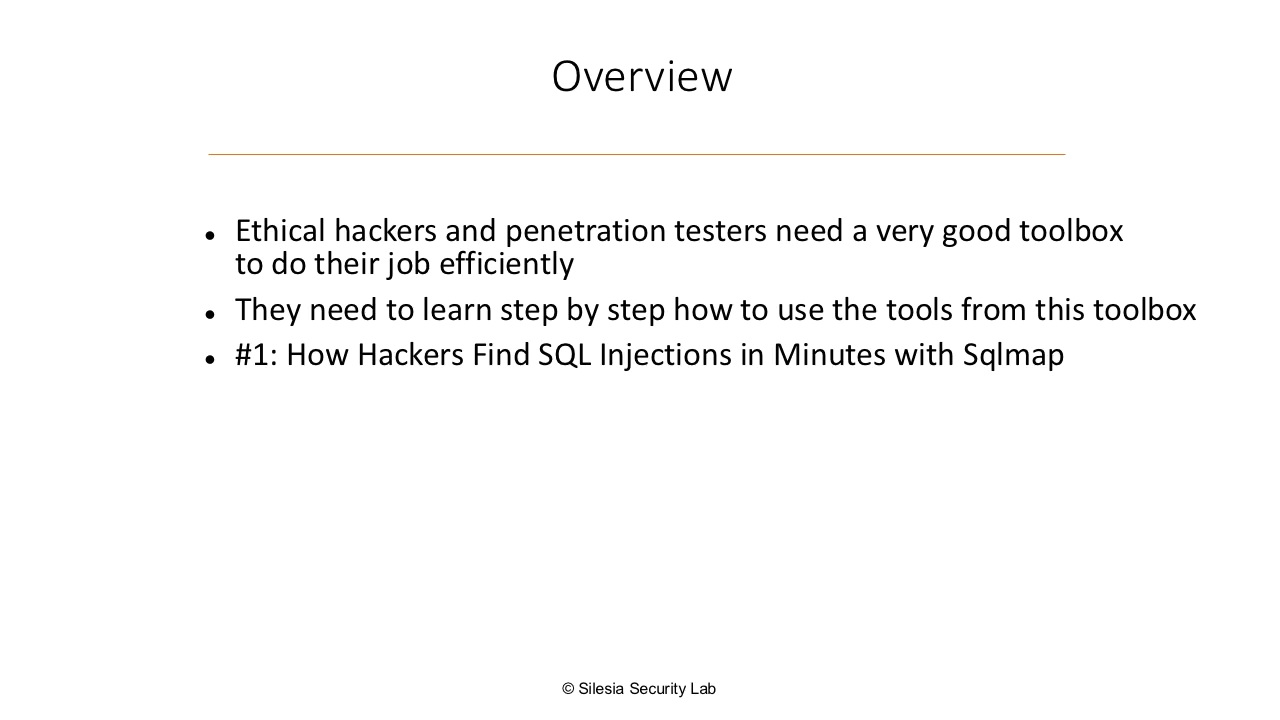 Overview
• Ethical hackers and penetration testers need a very good toolbox
to do their job efficiently
• They need to learn step by step how to use the tools from this toolbox
• #1: How Hackers Find SQL Injections in Minutes with Sqlmap
© Silesia Security Lab